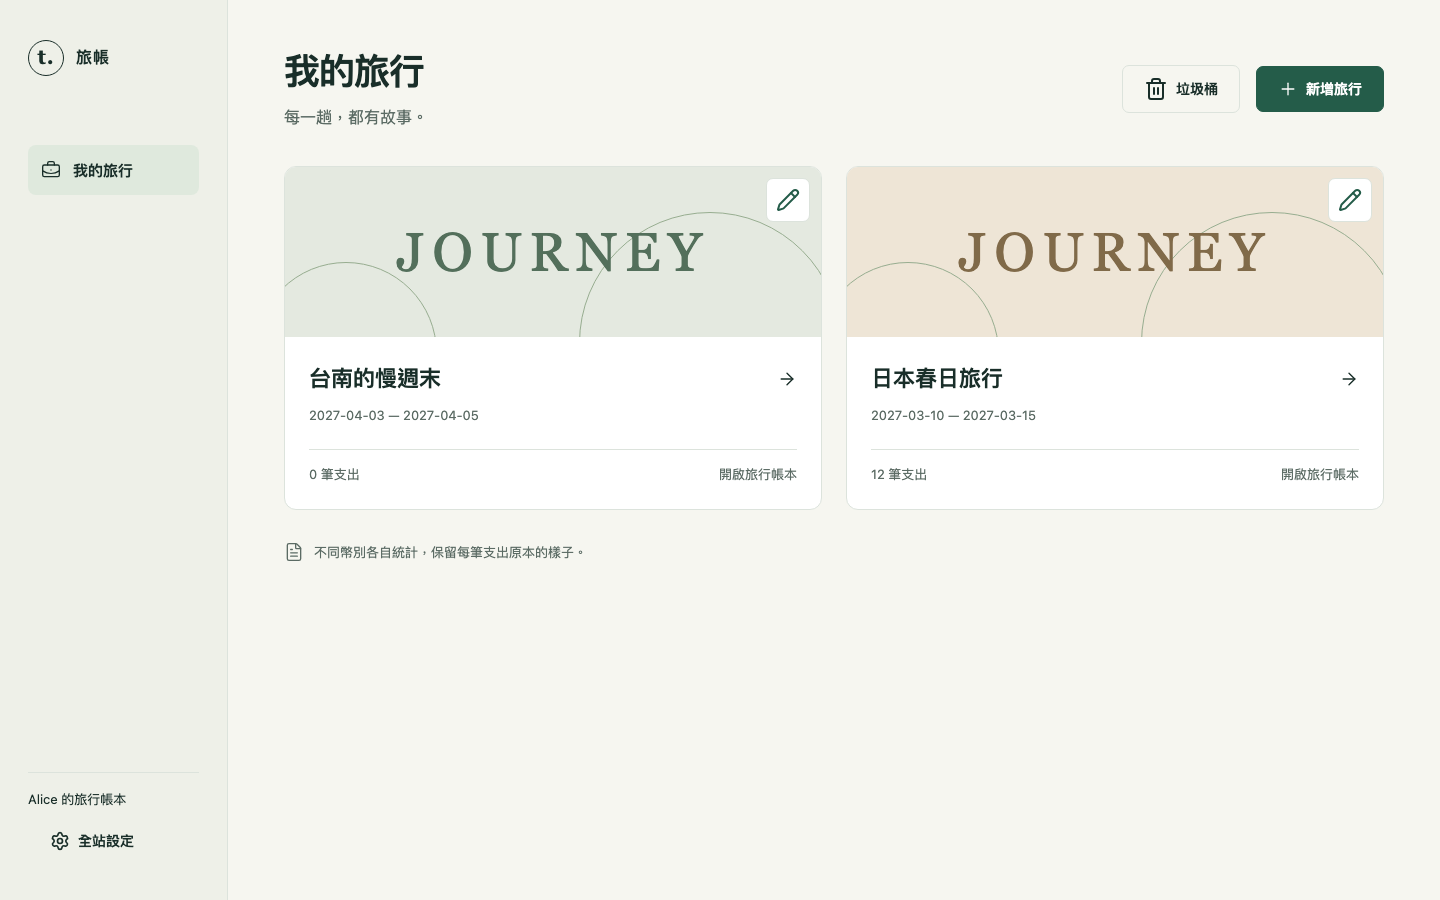 t. 旅帳
我的旅行
每一趟，都有故事。
垃圾桶
新增旅行
我的旅行
JOURNEY
台南的慢週末
2027-04-03 — 2027-04-05
0 筆支出
開啟旅行帳本
JOURNEY
日本春日旅行
2027-03-10 — 2027-03-15
12 筆支出
開啟旅行帳本
不同幣別各自統計，保留每筆支出原本的樣子。
Alice 的旅行帳本
全站設定